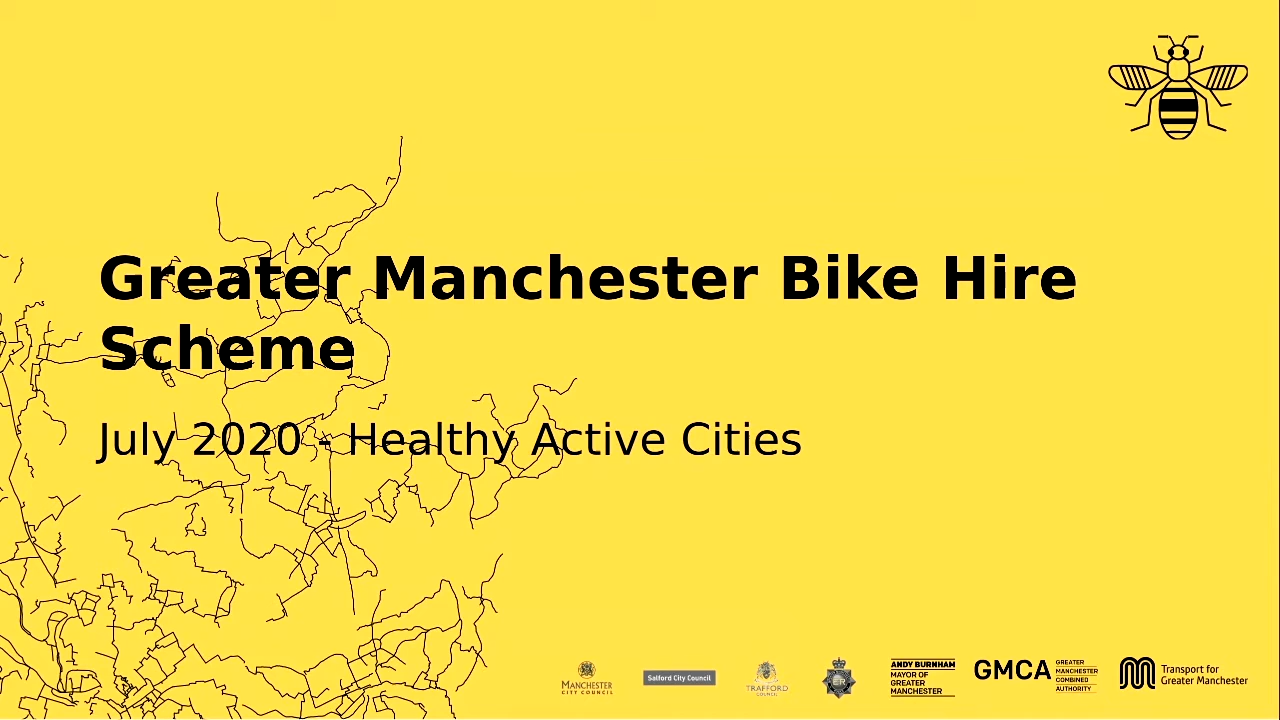 Greater Manchester Bike Hire
Scheme
July 2020 - Healthy Active Cities
MANCHESTER
CITY COUNCIL
Salford City Council
TRAFFORD
COUNCIL
ANDY BURNHAM
MAYOR OF
GREATER
MANCHESTER
GMCA
GREATER
MANCHESTER
COMBINED
AUTHORITY
Transport for
Greater Manchester